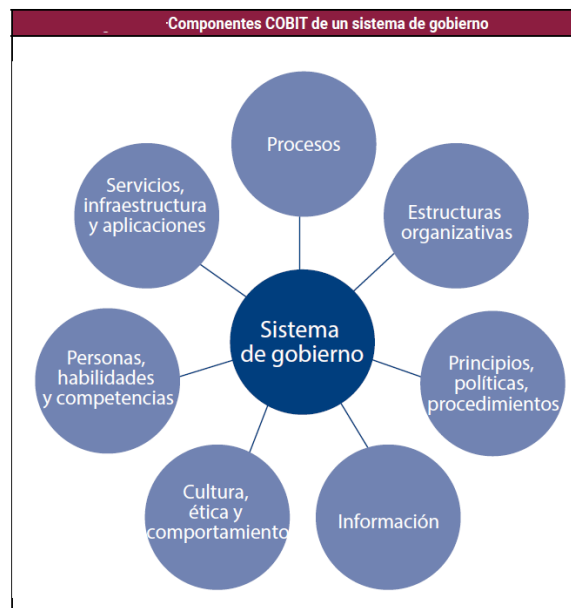 Componentes COBIT de un sistema de gobierno
Procesos
Estructuras
organizativas
Principios,
políticas,
procedimientos
Información
Cultura,
ética y
comportamiento
Personas,
habilidades
y competencias
Servicios,
infraestructura
y aplicaciones
Sistema
de gobierno